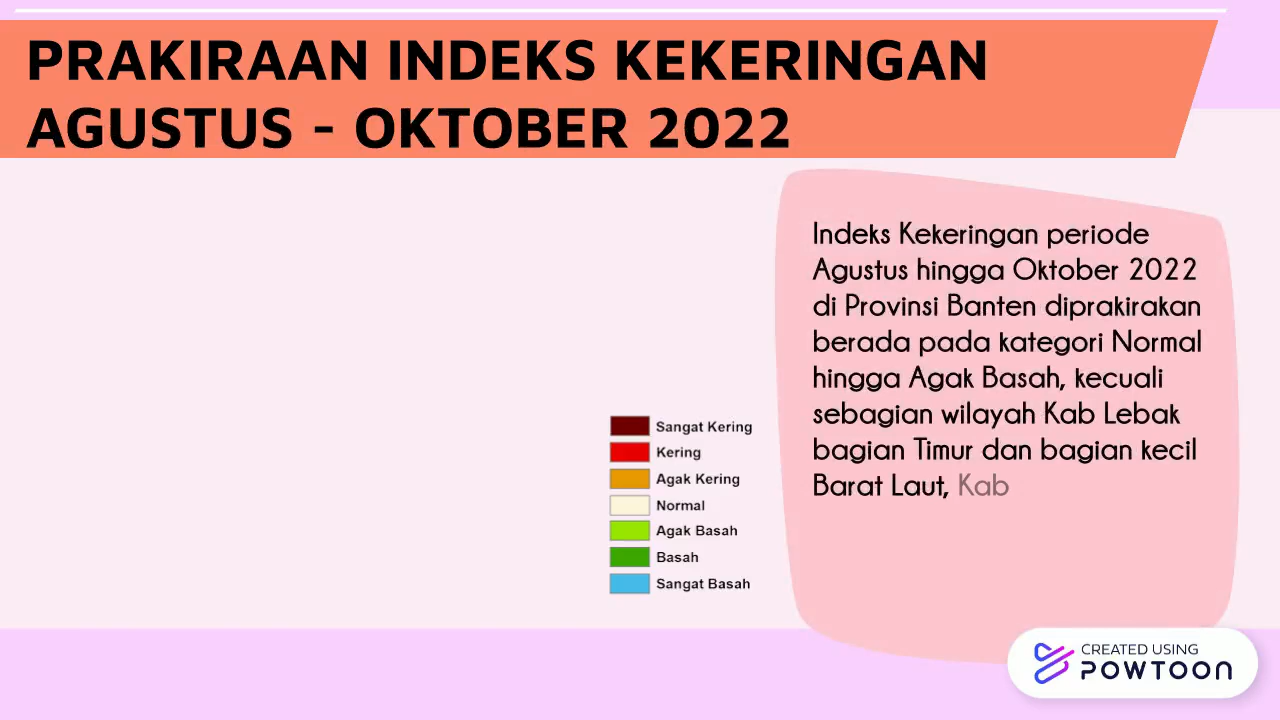 PRAKIRAAN INDEKS KEKERINGAN
AGUSTUS - OKTOBER 2022
Indeks Kekeringan periode
Agustus hingga Oktober 2022
di Provinsi Banten diprakirakan
berada pada kategori Normal
hingga Agak Basah, kecuali
sebagian wilayah Kab Lebak
bagian Timur dan bagian kecil
Barat Laut, Kab
Sangat Kering
Kering
Agak Kering
Normal
Agak Basah
Basah
Sangat Basah
CREATED USING
POWTOON